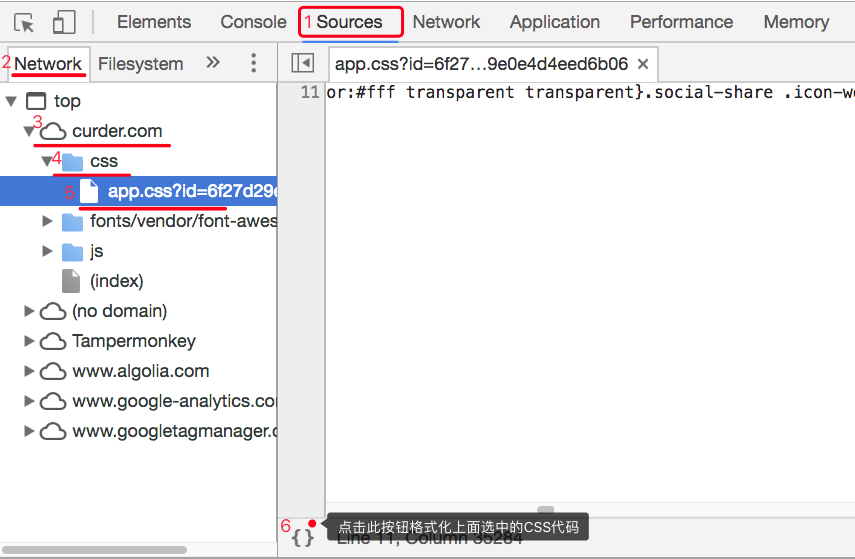 Elements Console 1 Sources Network Application Performance Memory
2 Network Filesystem » app.css?id=6f27...9e0e4d4eed6b06 ×
top
3 curder.com
4 css
5 app.css?id=6f27d29e
fonts/vendor/font-awes
js
(index)
(no domain)
Tampermonkey
www.algolia.com
www.google-analytics.co
www.googletagmanager.c
11 or:#fff transparent transparent}.social-share .icon-w
6 点击此按钮格式化上面选中的CSS代码
{} Line 11, Column 35284